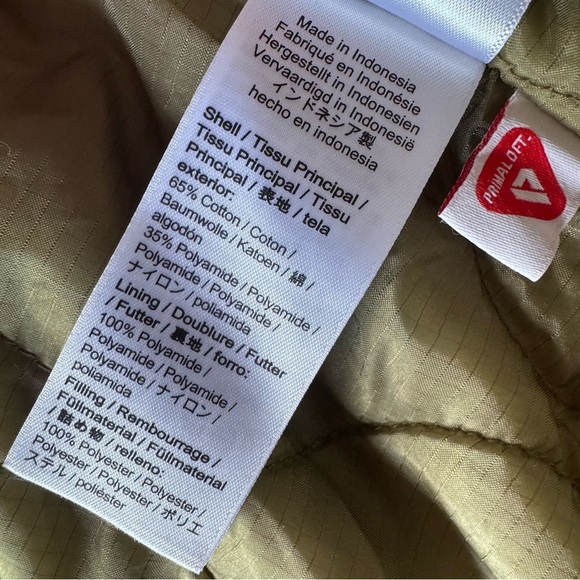 Made in Indonesia
Fabriqué en Indonésie
Hergestellt in Indonesien
Vervaardigd in Indonesië
インドネシア製
hecho en indonesia
Shell / Tissu Principal /
Tissu Principal / Tissu
Principal / 表地 / tela
exterior:
65% Cotton / Coton /
Baumwolle / Katoen / 綿 /
algodón
35% Polyamide / Polyamide /
Polyamide / Polyamide /
ナイロン / poliamida
Lining / Doublure / Futter
/ Futter / 裏地 / forro:
100% Polyamide /
Polyamide / Polyamide /
Polyamide / ナイロン /
poliamida
Filling / Rembourrage /
Füllmaterial / Füllmaterial
/ 詰め物 / relleno:
100% Polyester / Polyester /
Polyester / Polyester / ポリエ
ステル / poliéster
PRIMALOFT